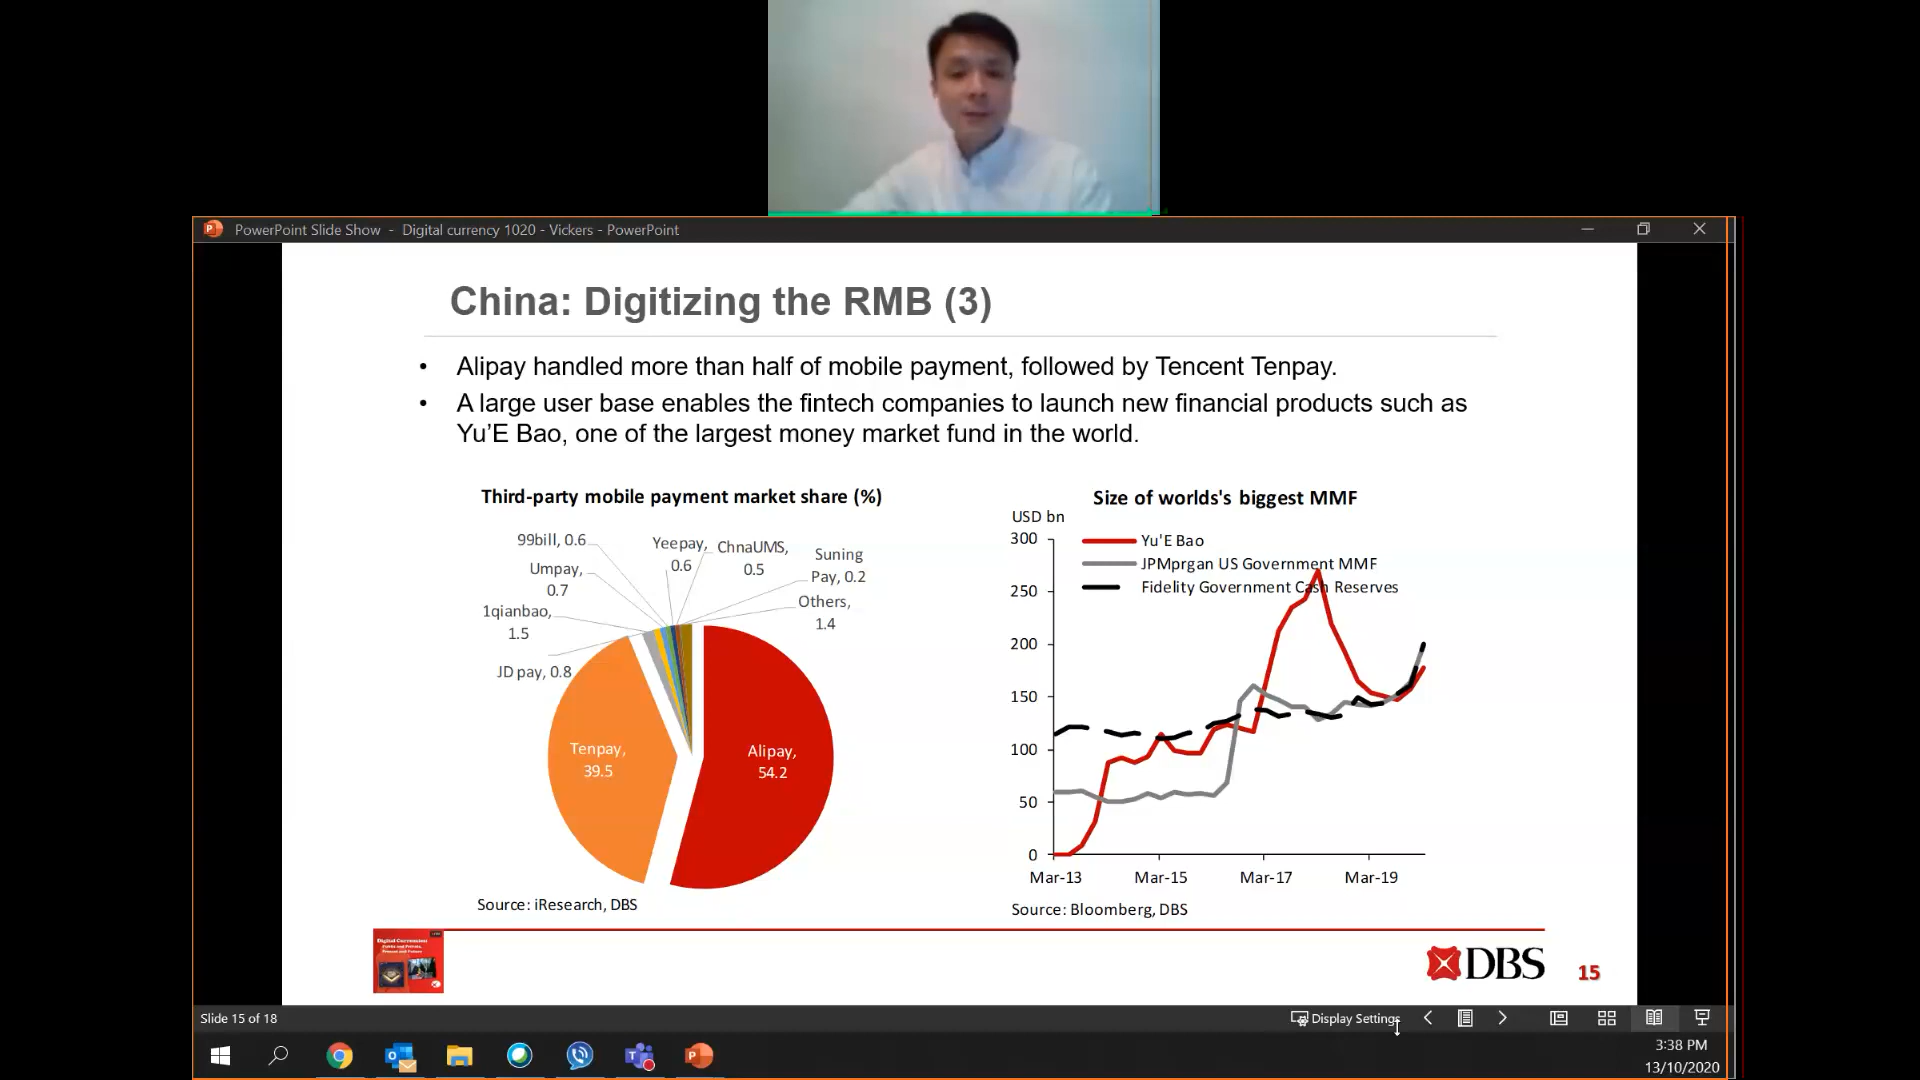 PowerPoint Slide Show - Digital currency 1020 - Vickers - PowerPoint
China: Digitizing the RMB (3)
• Alipay handled more than half of mobile payment, followed by Tencent Tenpay.
• A large user base enables the fintech companies to launch new financial products such as
Yu’E Bao, one of the largest money market fund in the world.
Third-party mobile payment market share (%)
99bill, 0.6
Yeepay,
0.6
ChnaUMS,
0.5
Suning
Pay, 0.2
Umpay,
0.7
Others,
1.4
1qianbao,
1.5
JD pay, 0.8
Tenpay,
39.5
Alipay,
54.2
Source: iResearch, DBS
Size of worlds's biggest MMF
USD bn
300
250
200
150
100
50
0
Yu'E Bao
JPMprgan US Government MMF
Fidelity Government Cash Reserves
Mar-13
Mar-15
Mar-17
Mar-19
Source: Bloomberg, DBS
DBS
15
Slide 15 of 18
Display Settings
3:38 PM
13/10/2020